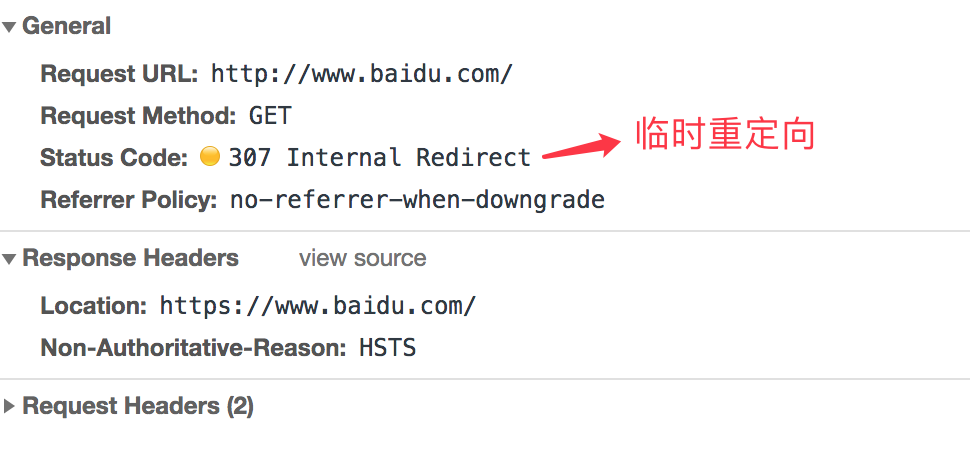 General
Request URL: http://www.baidu.com/
Request Method: GET
Status Code: 307 Internal Redirect
临时重定向
Referrer Policy: no-referrer-when-downgrade
Response Headers view source
Location: https://www.baidu.com/
Non-Authoritative-Reason: HSTS
Request Headers (2)